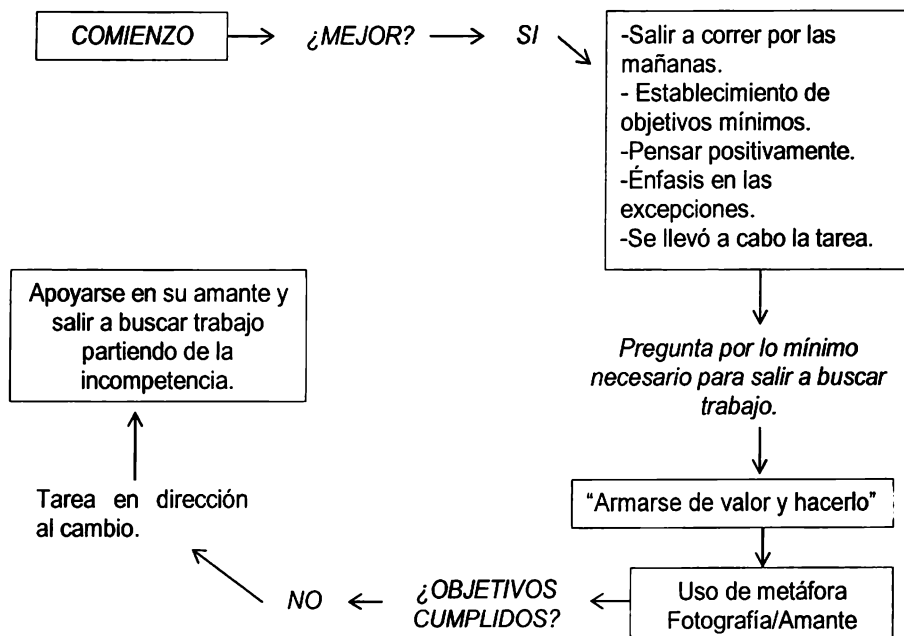 COMIENZO
¿MEJOR?
SI
-Salir a correr por las
mañanas.
- Establecimiento de
objetivos mínimos.
-Pensar positivamente.
-Énfasis en las
excepciones.
-Se llevó a cabo la tarea.
Pregunta por lo mínimo
necesario para salir a buscar
trabajo.
“Armarse de valor y hacerlo”
Uso de metáfora
Fotografía/Amante
¿OBJETIVOS
CUMPLIDOS?
NO
Tarea en dirección
al cambio.
Apoyarse en su amante y
salir a buscar trabajo
partiendo de la
incompetencia.